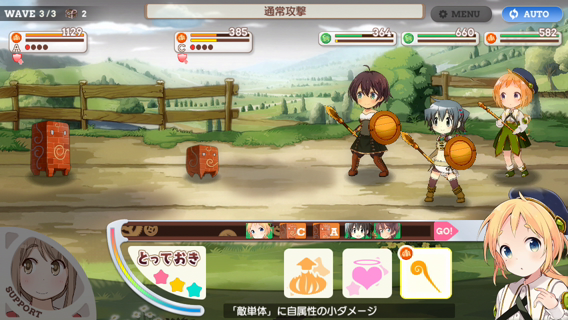 WAVE 3/3 2
通常攻撃
MENU
AUTO
1129
A
385
C
364
660
582
C
A
GO!
とっておき
SUPPORT
「敵単体」に自属性の小ダメージ